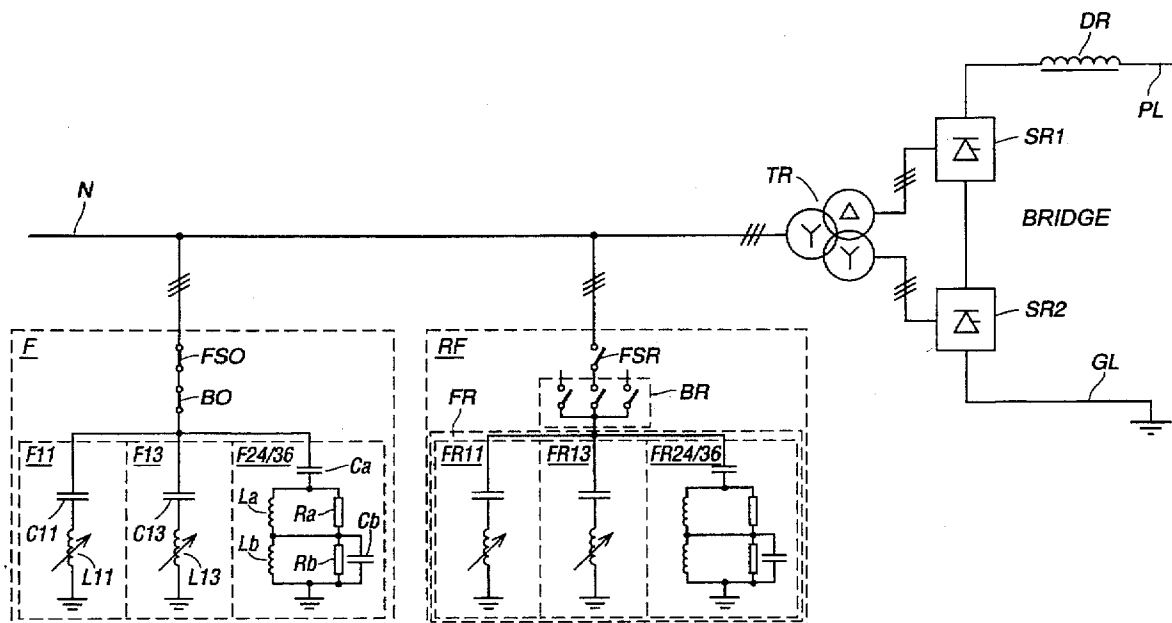 DR
PL
SR1
TR
N
BRIDGE
SR2
F
FSO
RF
FSR
GL
BO
FR
BR
F11
F13
F24/36
Ca
FR11
FR13
FR24/36
La
Ra
C11
C13
Cb
Lb
Rb
L11
L13